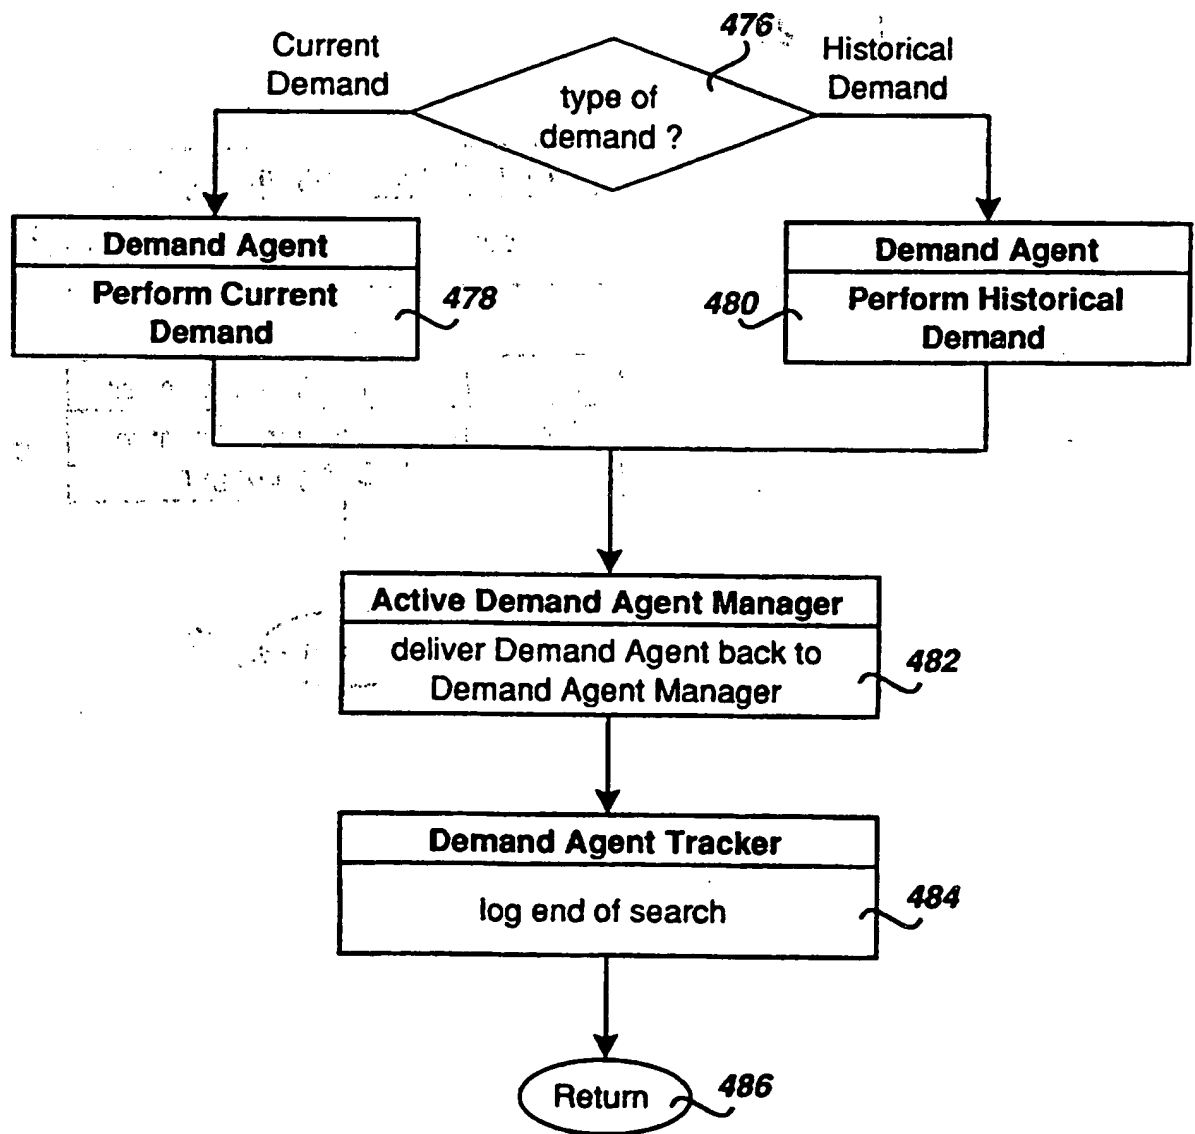 476
Current
Demand
Historical
Demand
type of
demand ?
Demand Agent
Perform Current
Demand
478
Demand Agent
Perform Historical
Demand
480
Active Demand Agent Manager
deliver Demand Agent back to
Demand Agent Manager
482
Demand Agent Tracker
log end of search
484
Return
486